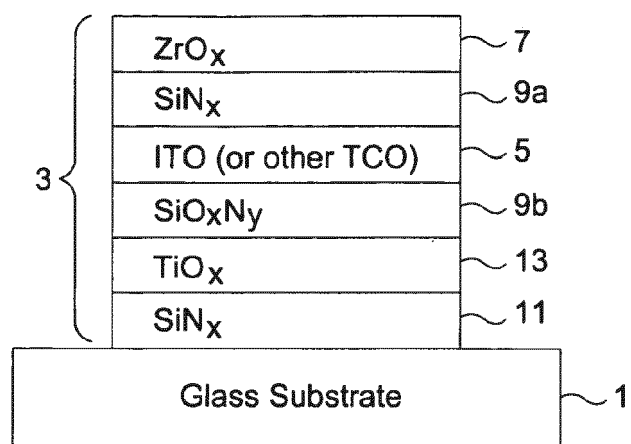 ZrOx 7
SiNx 9a
ITO (or other TCO) 5
3
SiOxNy 9b
TiOx 13
SiNx 11
Glass Substrate 1